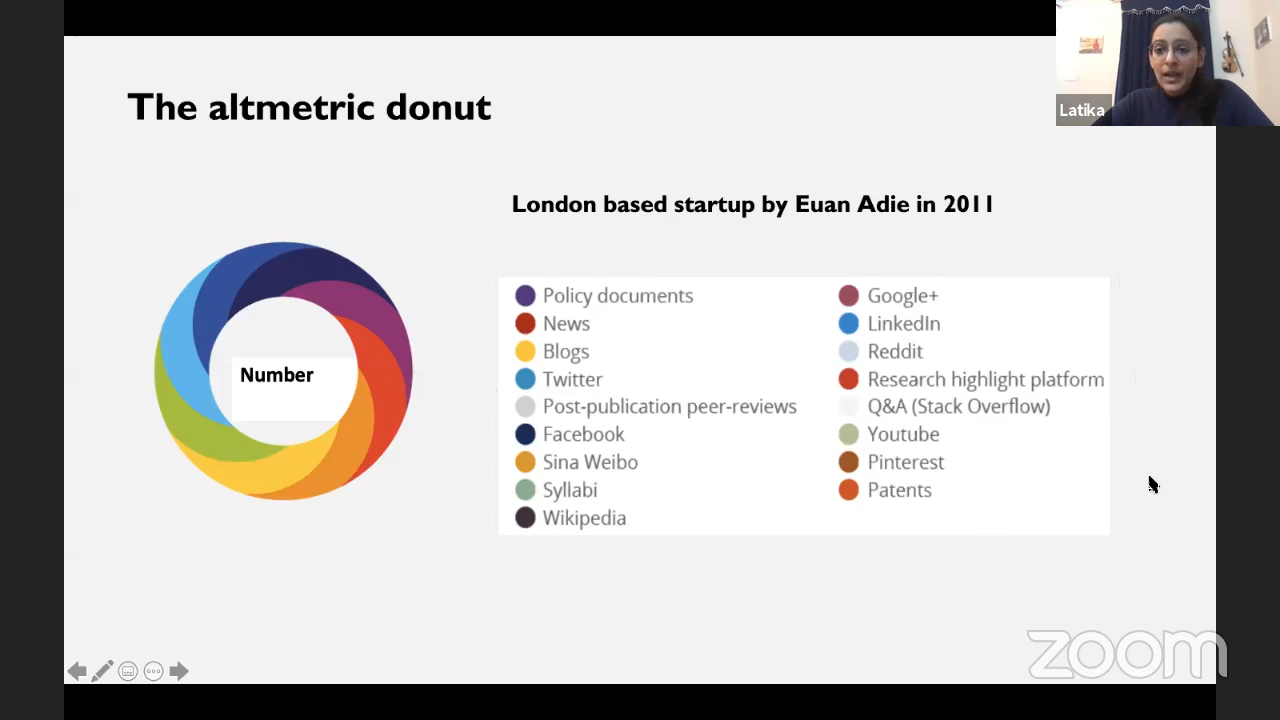 The altmetric donut
Latika
London based startup by Euan Adie in 2011
Number
Policy documents
News
Blogs
Twitter
Post-publication peer-reviews
Facebook
Sina Weibo
Syllabi
Wikipedia
Google+
LinkedIn
Reddit
Research highlight platform
Q&A (Stack Overflow)
Youtube
Pinterest
Patents
zoom